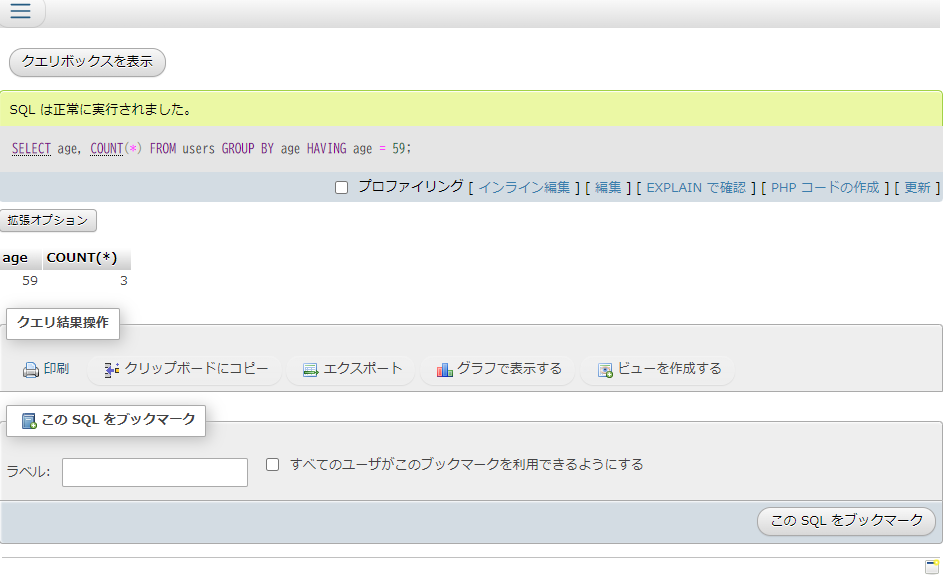 クエリボックスを表示
SQL は正常に実行されました。
SELECT age, COUNT(*) FROM users GROUP BY age HAVING age = 59;
プロファイリング [ インライン編集 ] [ 編集 ] [ EXPLAIN で確認 ] [ PHP コードの作成 ] [ 更新 ]
拡張オプション
age COUNT(*)
59 3
クエリ結果操作
印刷 クリップボードにコピー エクスポート グラフで表示する ビューを作成する
この SQL をブックマーク
ラベル: すべてのユーザがこのブックマークを利用できるようにする
この SQL をブックマーク